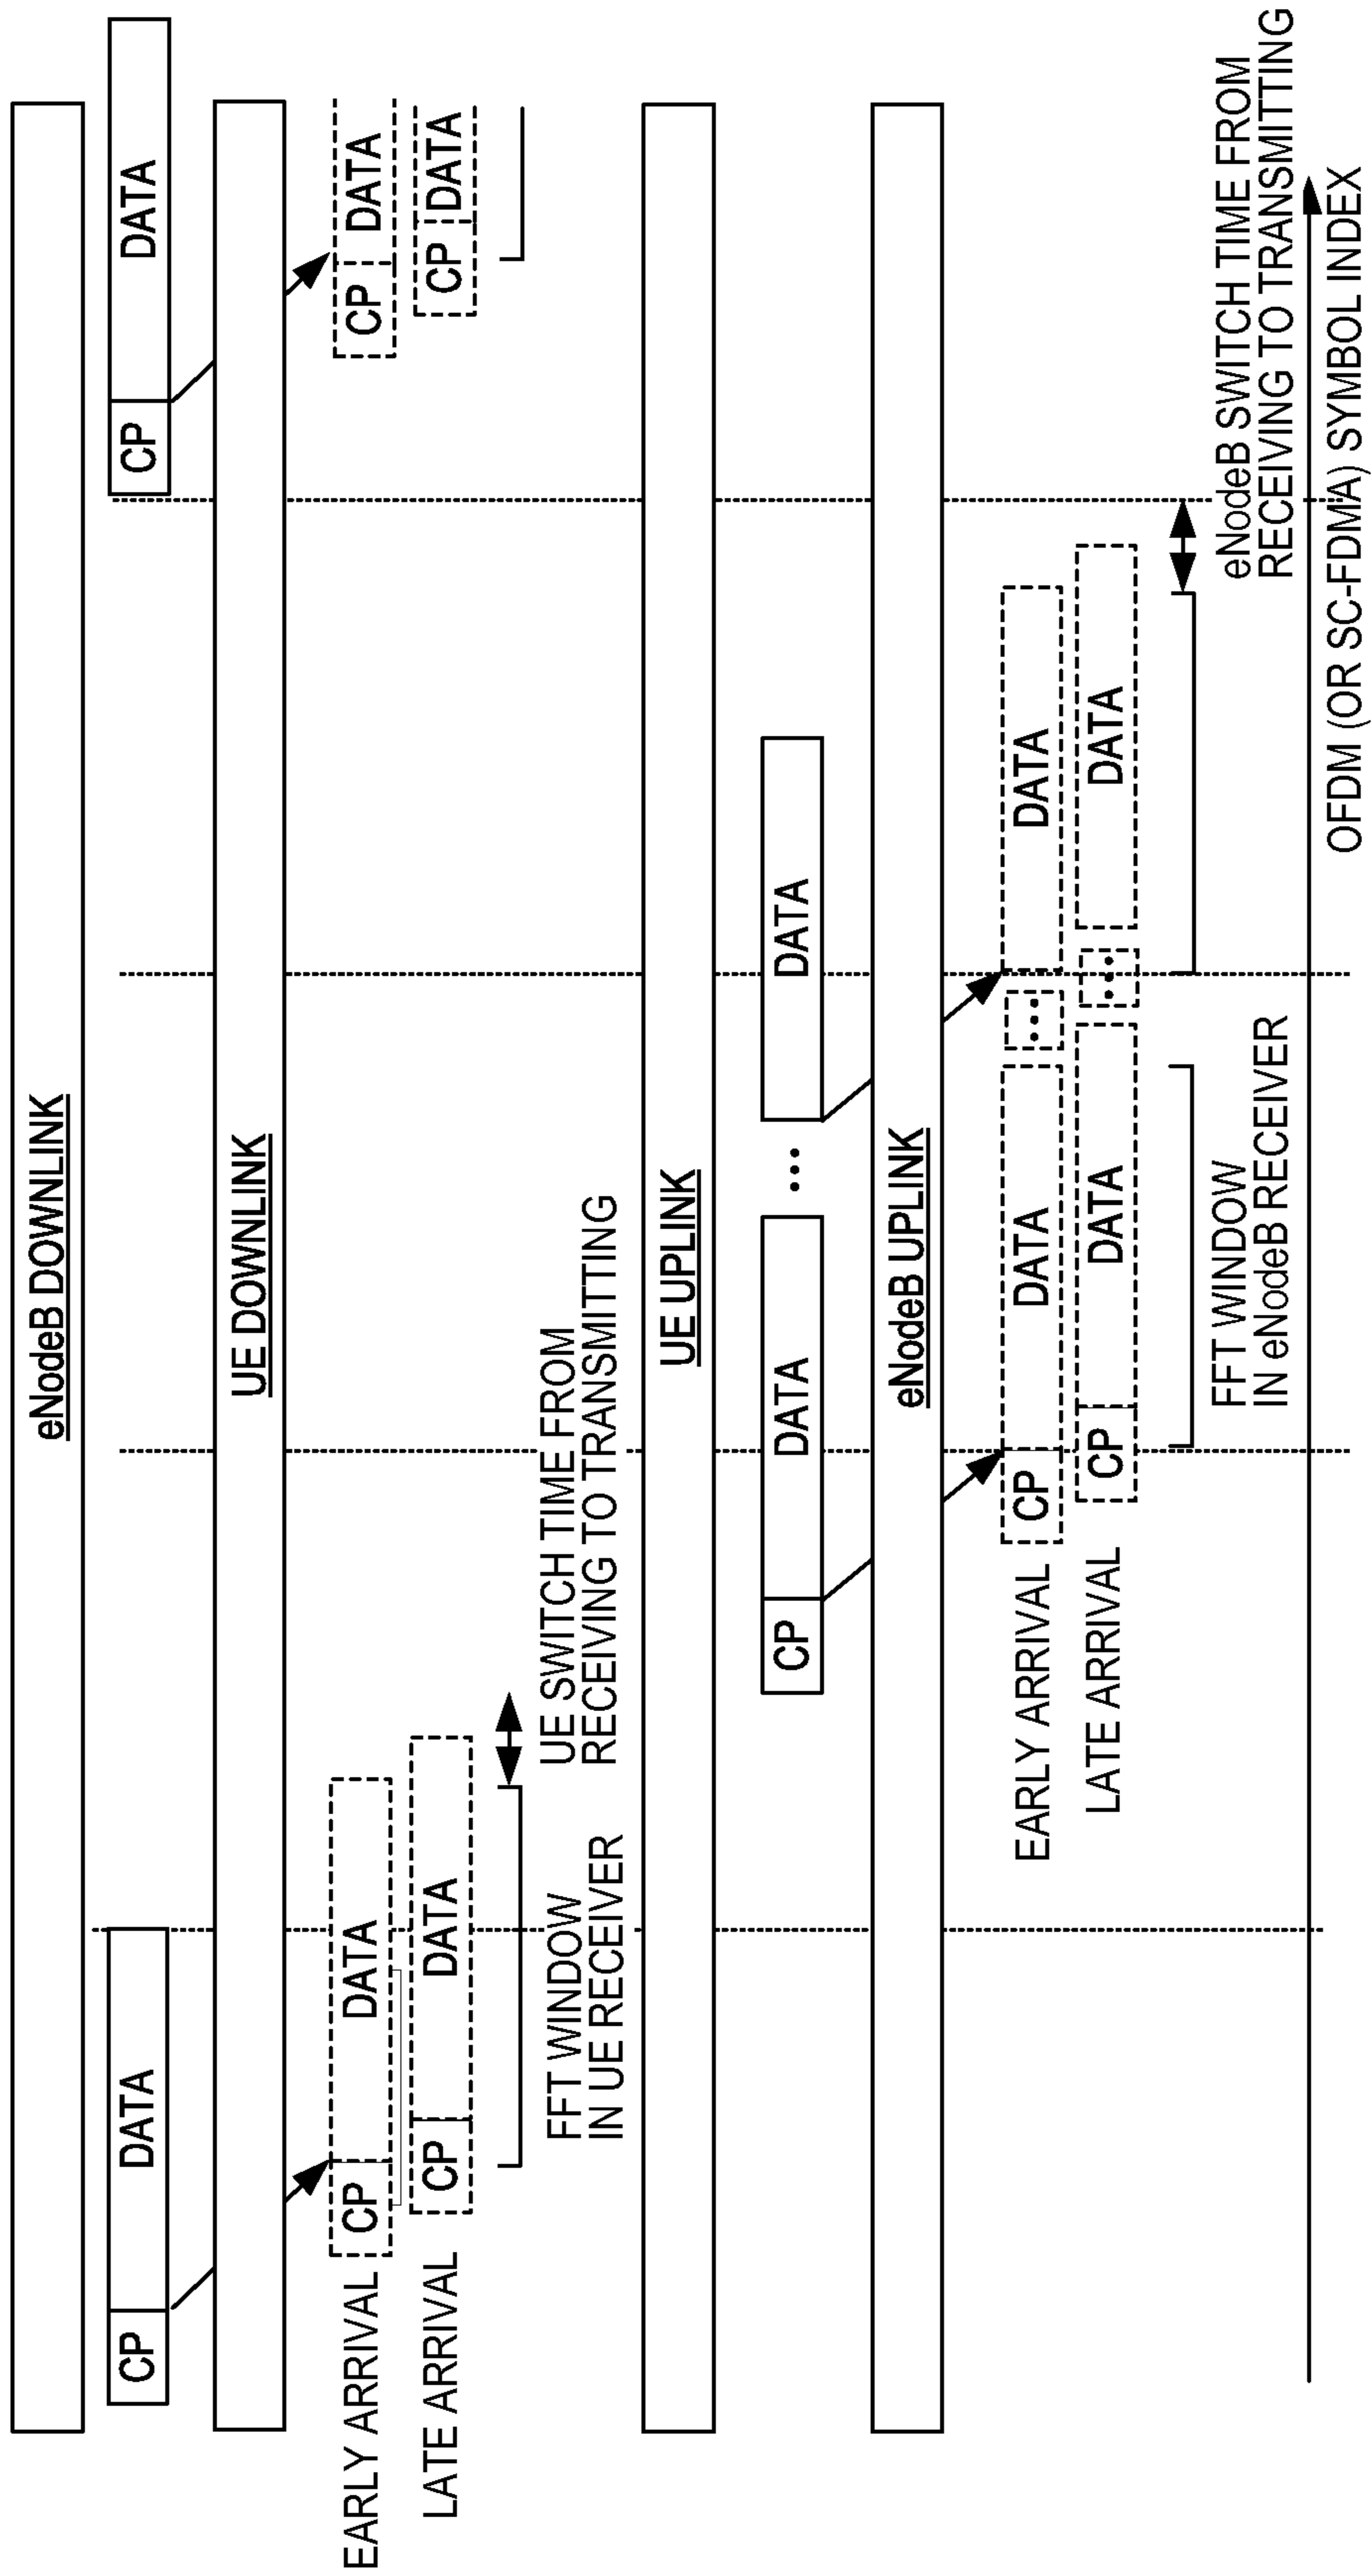 eNodeB DOWNLINK
CP DATA CP DATA
UE DOWNLINK
EARLY ARRIVAL CP DATA CP DATA
LATE ARRIVAL CP DATA CP DATA
FFT WINDOW
IN UE RECEIVER
UE SWITCH TIME FROM
RECEIVING TO TRANSMITTING
UE UPLINK
CP DATA ... DATA
eNodeB UPLINK
EARLY ARRIVAL CP DATA ... DATA
LATE ARRIVAL CP DATA ... DATA
FFT WINDOW
IN eNodeB RECEIVER
eNodeB SWITCH TIME FROM
RECEIVING TO TRANSMITTING
OFDM (OR SC-FDMA) SYMBOL INDEX